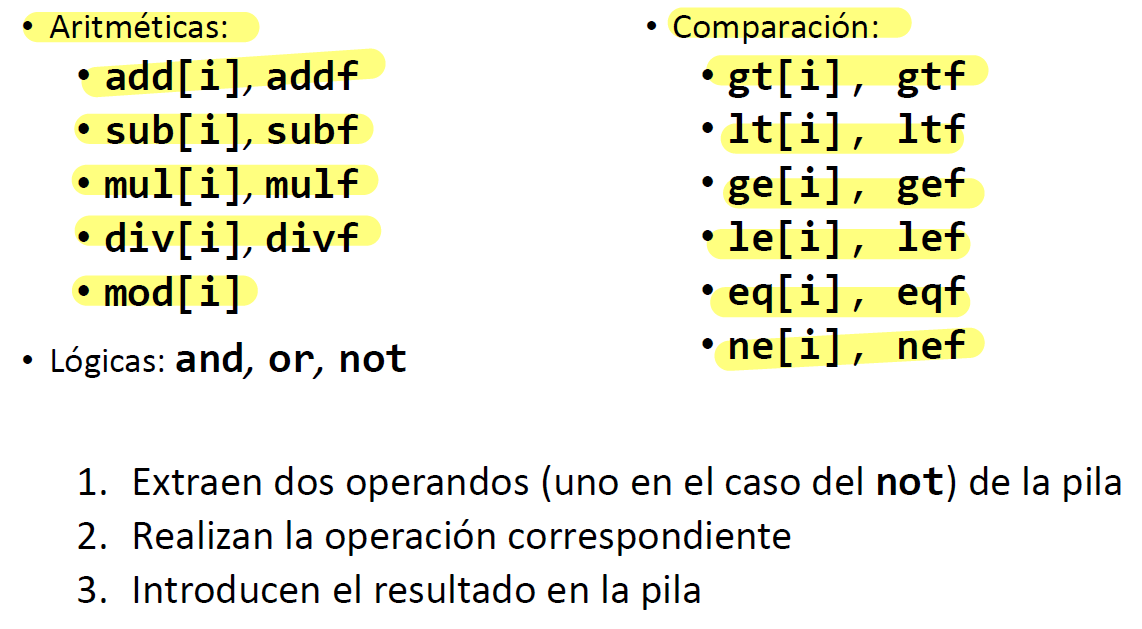 • Aritméticas:
• add[i], addf
• sub[i], subf
• mul[i], mulf
• div[i], divf
• mod[i]
• Lógicas: and, or, not
• Comparación:
• gt[i], gtf
• lt[i], ltf
• ge[i], gef
• le[i], lef
• eq[i], eqf
• ne[i], nef
1. Extraen dos operandos (uno en el caso del not) de la pila
2. Realizan la operación correspondiente
3. Introducen el resultado en la pila